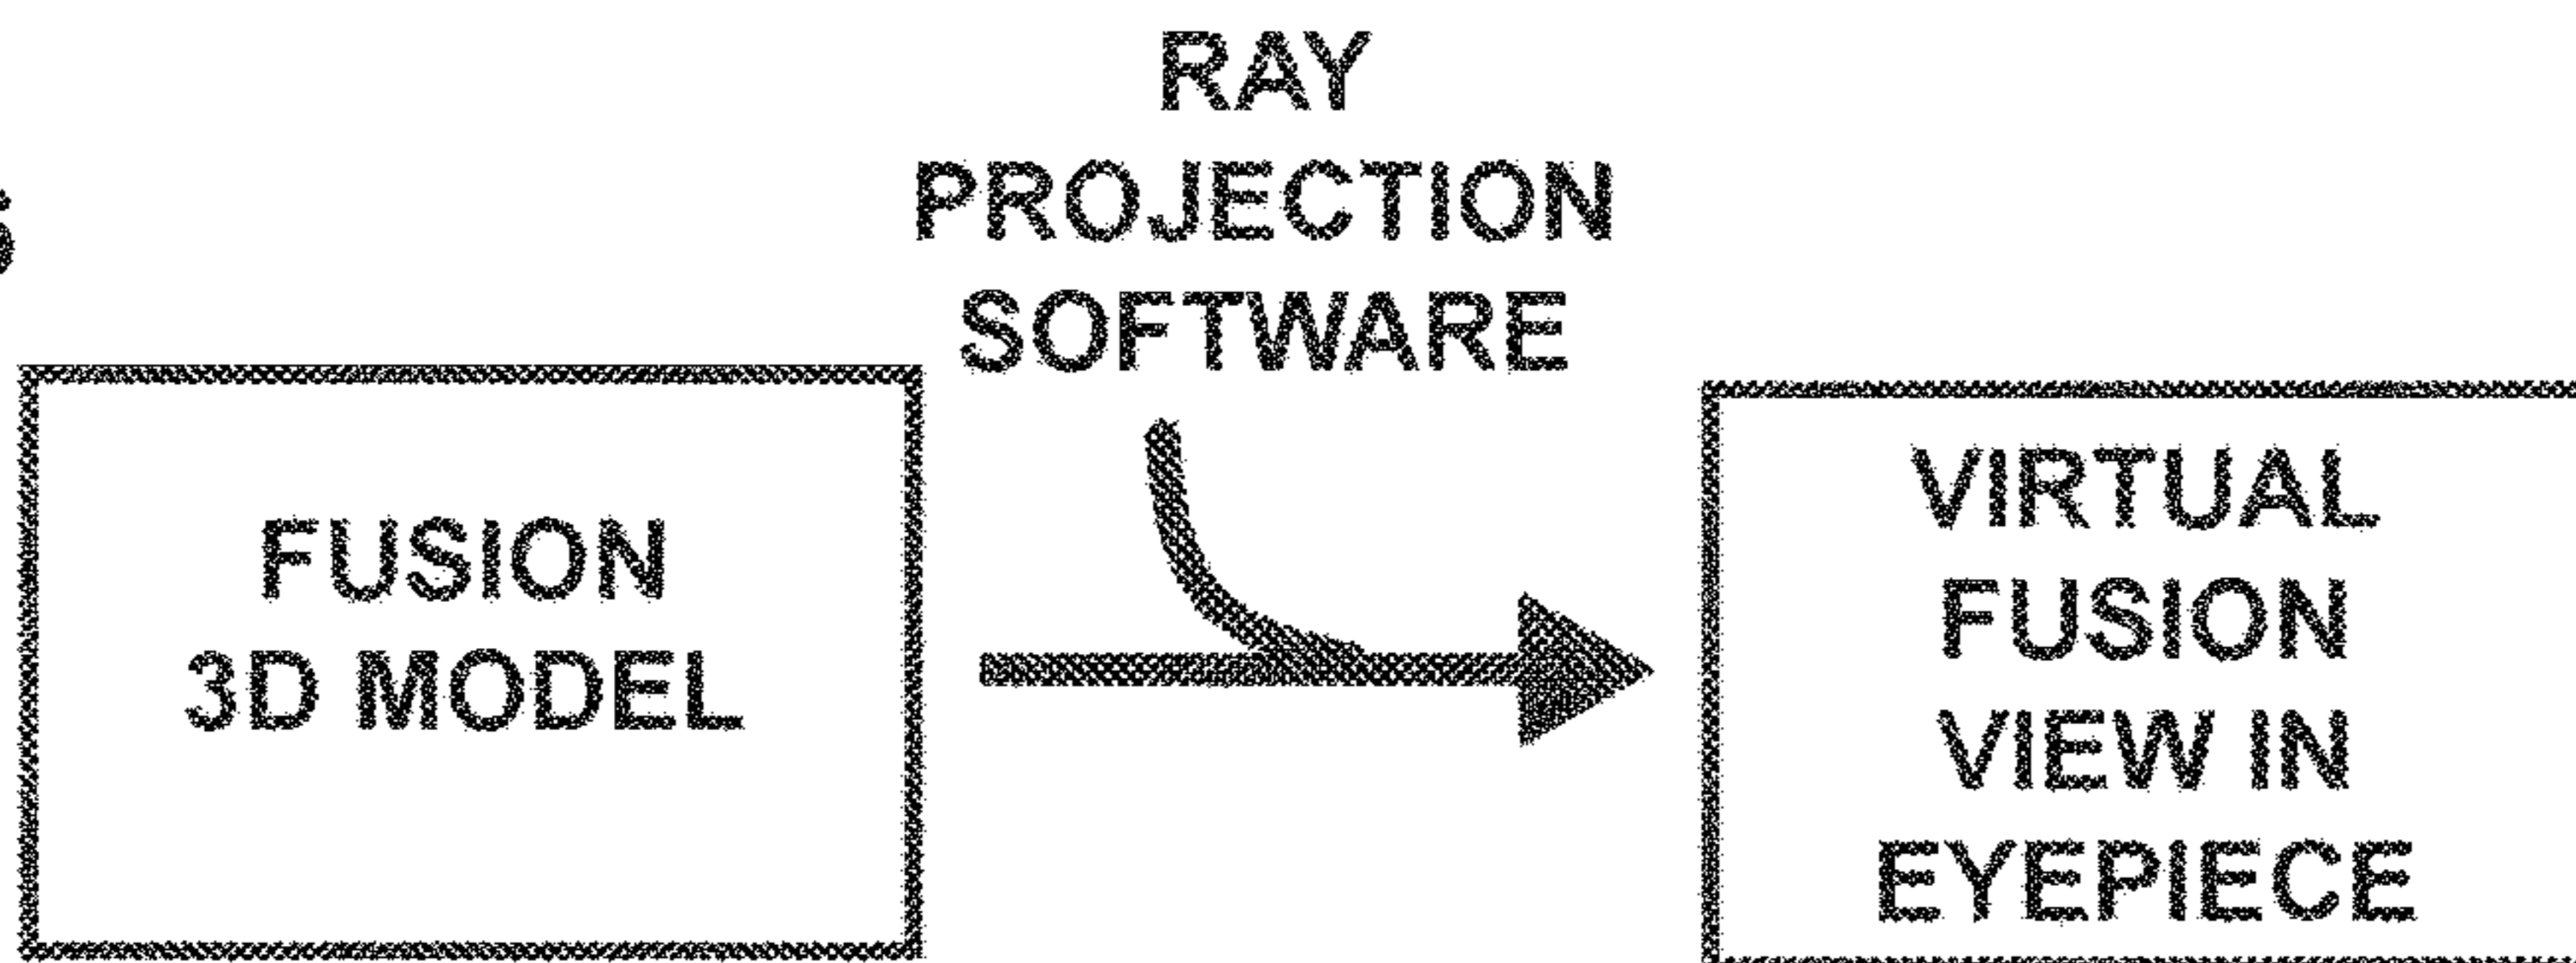 RAY
PROJECTION
SOFTWARE
FUSION
3D MODEL
VIRTUAL
FUSION
VIEW IN
EYEPIECE